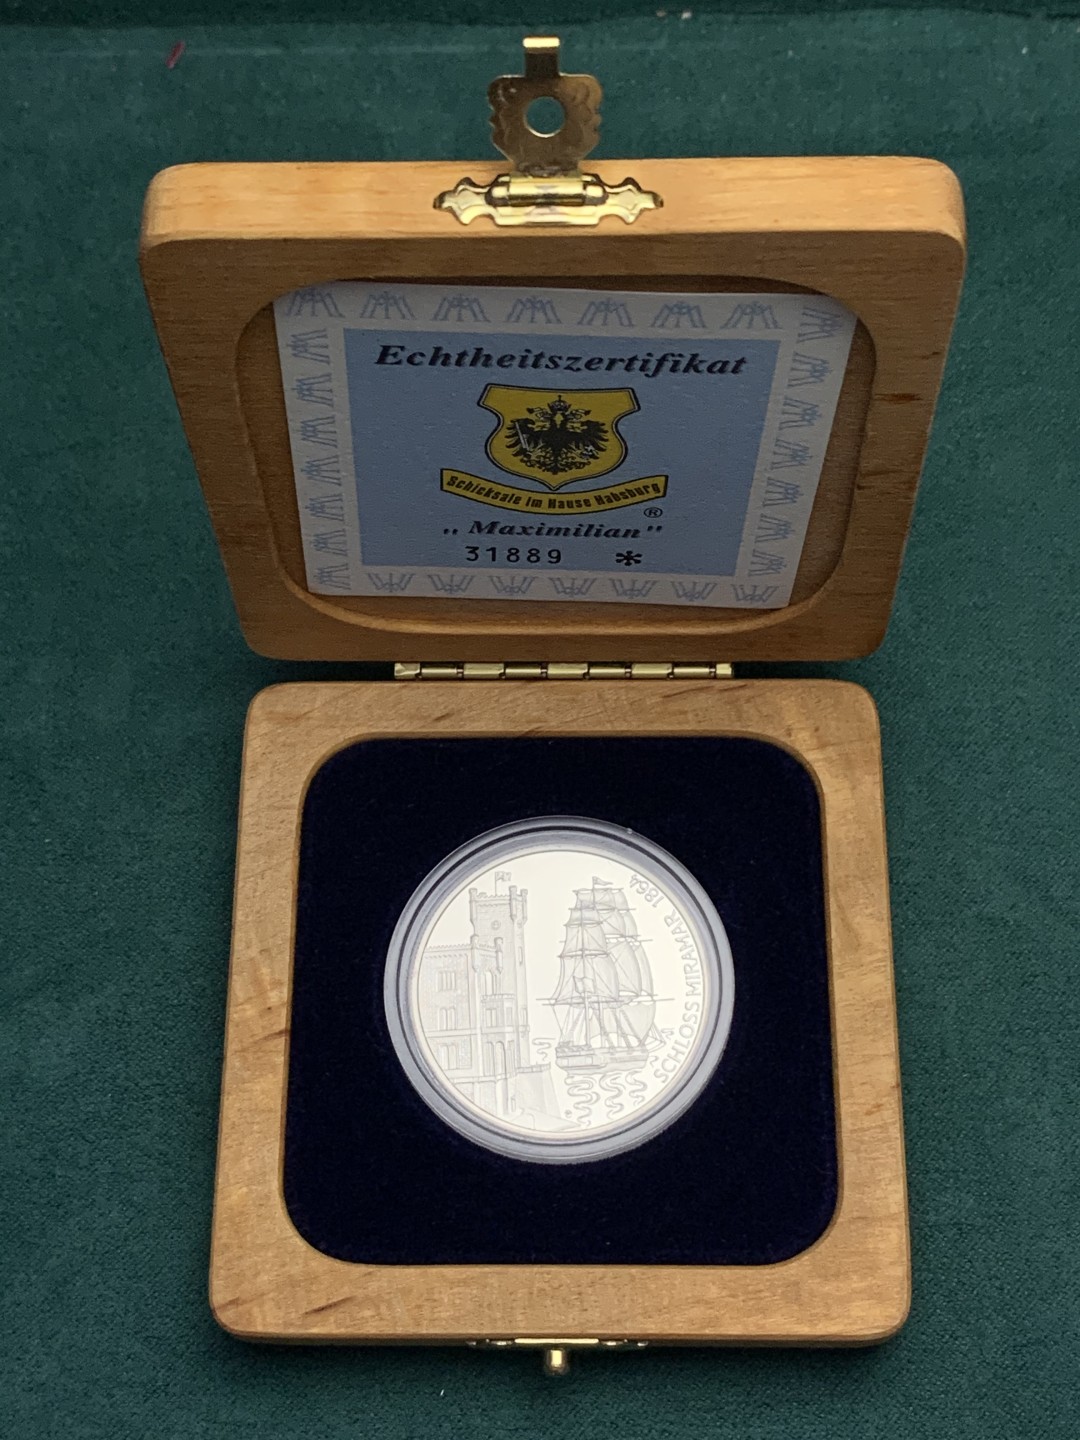 Echtheitszertifikat
Schicksale im Hause Habsburg
®
„Maximilian"
31889 *
SCHLOSS MIRAMAR 1864